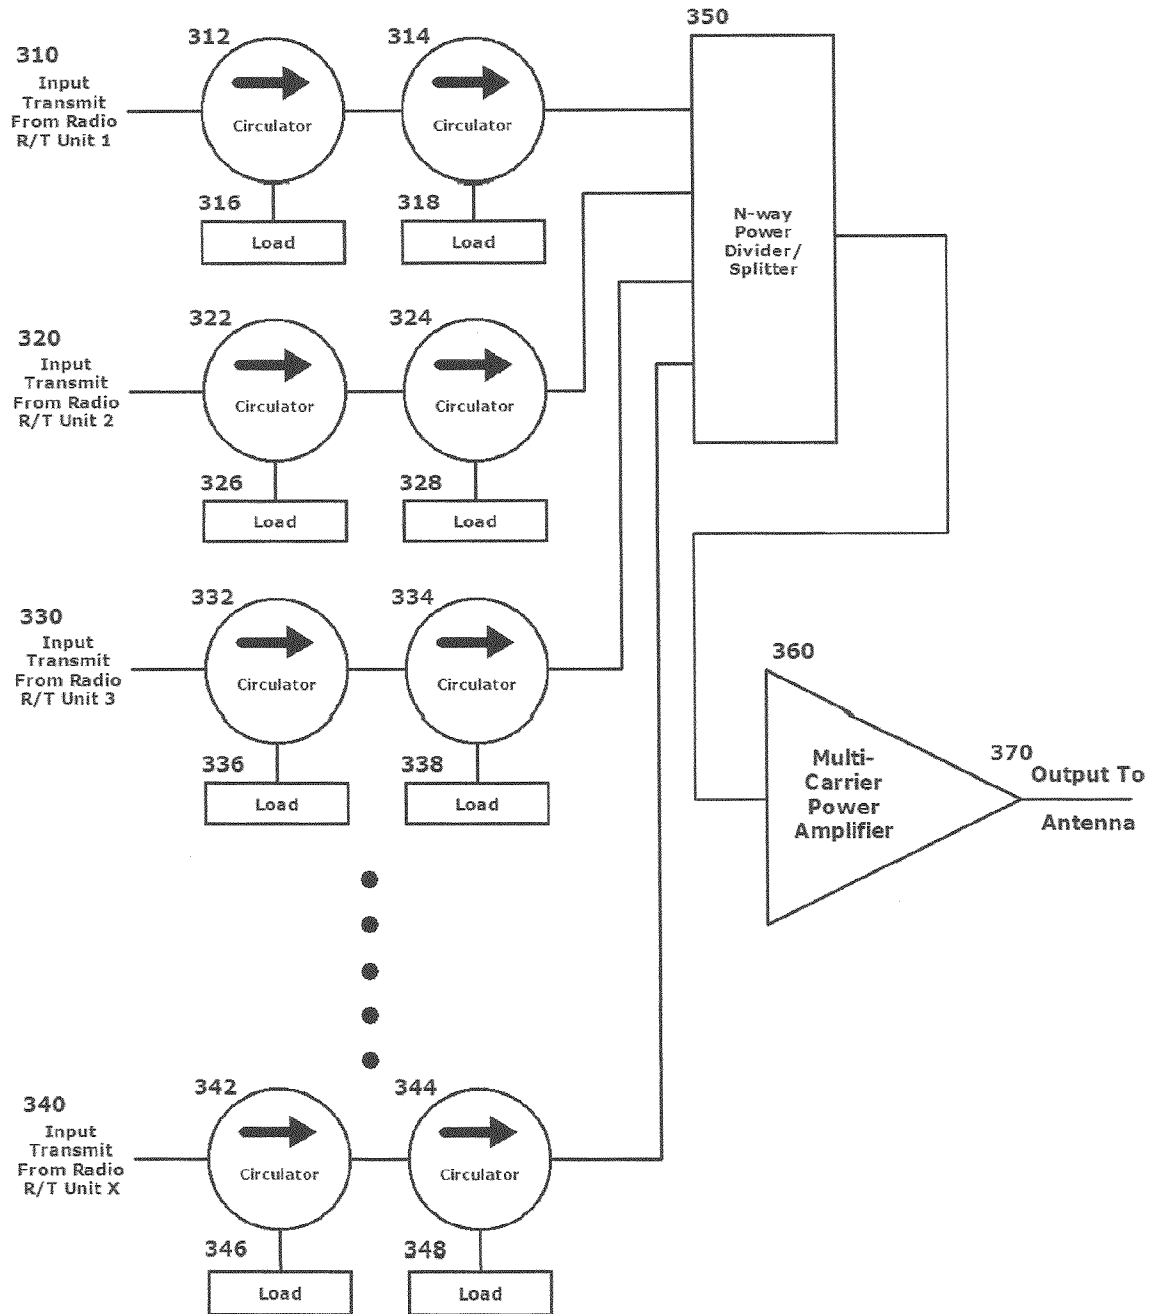 350
312
314
310
Input
Transmit
From Radio
R/T Unit 1
Circulator
Circulator
316
318
Load
Load
N-way
Power
Divider/
Splitter
322
324
320
Input
Transmit
From Radio
R/T Unit 2
Circulator
Circulator
326
328
Load
Load
332
334
330
Input
Transmit
From Radio
R/T Unit 3
Circulator
Circulator
336
338
Load
Load
360
Multi-
Carrier
Power
Amplifier
370
Output To
Antenna
342
344
340
Input
Transmit
From Radio
R/T Unit X
Circulator
Circulator
346
348
Load
Load